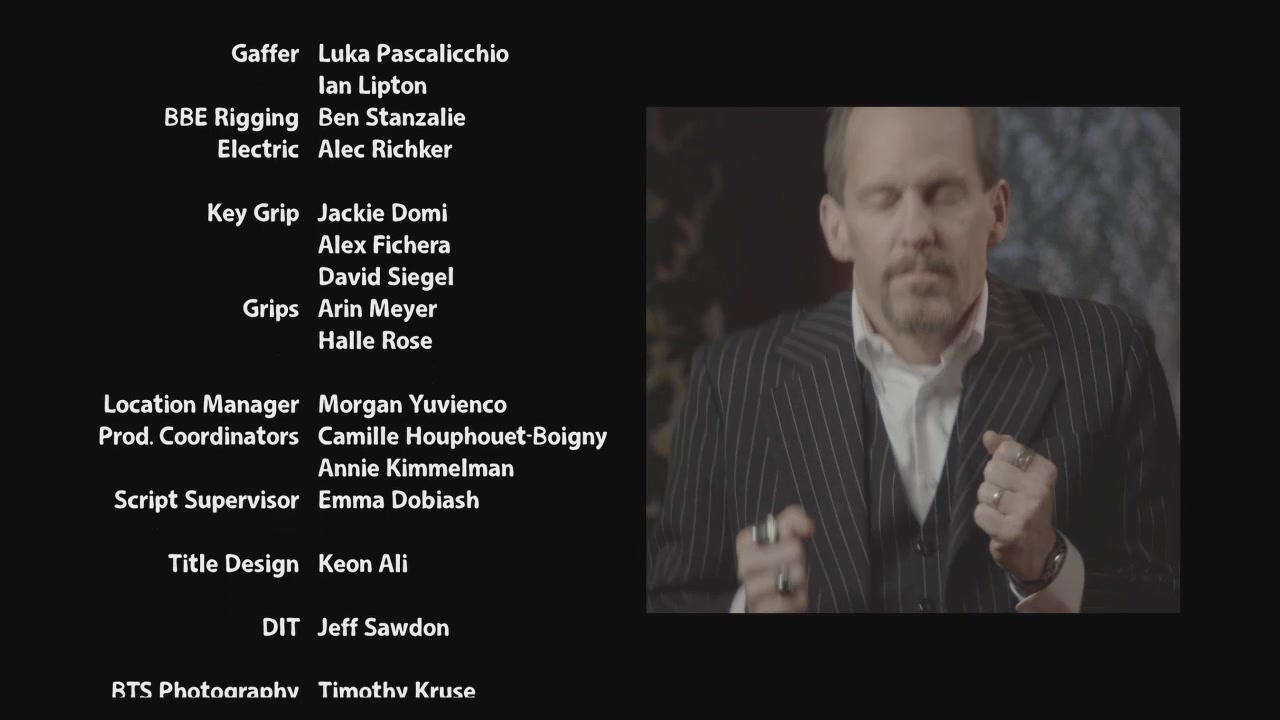 Gaffer Luka Pascalicchio
Ian Lipton
BBE Rigging Ben Stanzalie
Electric Alec Richker
Key Grip Jackie Domi
Alex Fichera
David Siegel
Grips Arin Meyer
Halle Rose
Location Manager Morgan Yuvienco
Prod. Coordinators Camille Houphouet-Boigny
Annie Kimmelman
Script Supervisor Emma Dobiash
Title Design Keon Ali
DIT Jeff Sawdon
BTS Photography Timothy Kruse